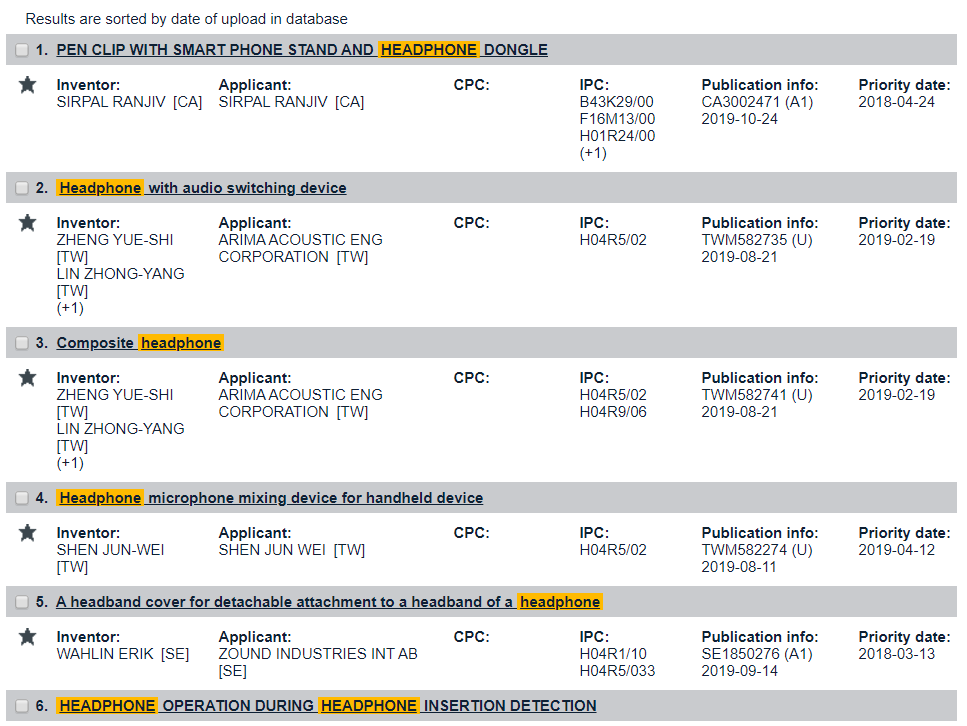 Results are sorted by date of upload in database
1. PEN CLIP WITH SMART PHONE STAND AND HEADPHONE DONGLE
Inventor: Applicant: CPC: IPC: Publication info: Priority date:
SIRPAL RANJIV [CA] SIRPAL RANJIV [CA] B43K29/00 CA3002471 (A1) 2018-04-24
F16M13/00 2019-10-24
H01R24/00
(+1)
2. Headphone with audio switching device
Inventor: Applicant: CPC: IPC: Publication info: Priority date:
ZHENG YUE-SHI ARIMA ACOUSTIC ENG H04R5/02 TWM582735 (U) 2019-02-19
[TW] CORPORATION [TW] 2019-08-21
LIN ZHONG-YANG
[TW]
(+1)
3. Composite headphone
Inventor: Applicant: CPC: IPC: Publication info: Priority date:
ZHENG YUE-SHI ARIMA ACOUSTIC ENG H04R5/02 TWM582741 (U) 2019-02-19
[TW] CORPORATION [TW] H04R9/06 2019-08-21
LIN ZHONG-YANG
[TW]
(+1)
4. Headphone microphone mixing device for handheld device
Inventor: Applicant: CPC: IPC: Publication info: Priority date:
SHEN JUN-WEI SHEN JUN WEI [TW] H04R5/02 TWM582274 (U) 2019-04-12
[TW] 2019-08-11
5. A headband cover for detachable attachment to a headband of a headphone
Inventor: Applicant: CPC: IPC: Publication info: Priority date:
WAHLIN ERIK [SE] ZOUND INDUSTRIES INT AB H04R1/10 SE1850276 (A1) 2018-03-13
[SE] H04R5/033 2019-09-14
6. HEADPHONE OPERATION DURING HEADPHONE INSERTION DETECTION